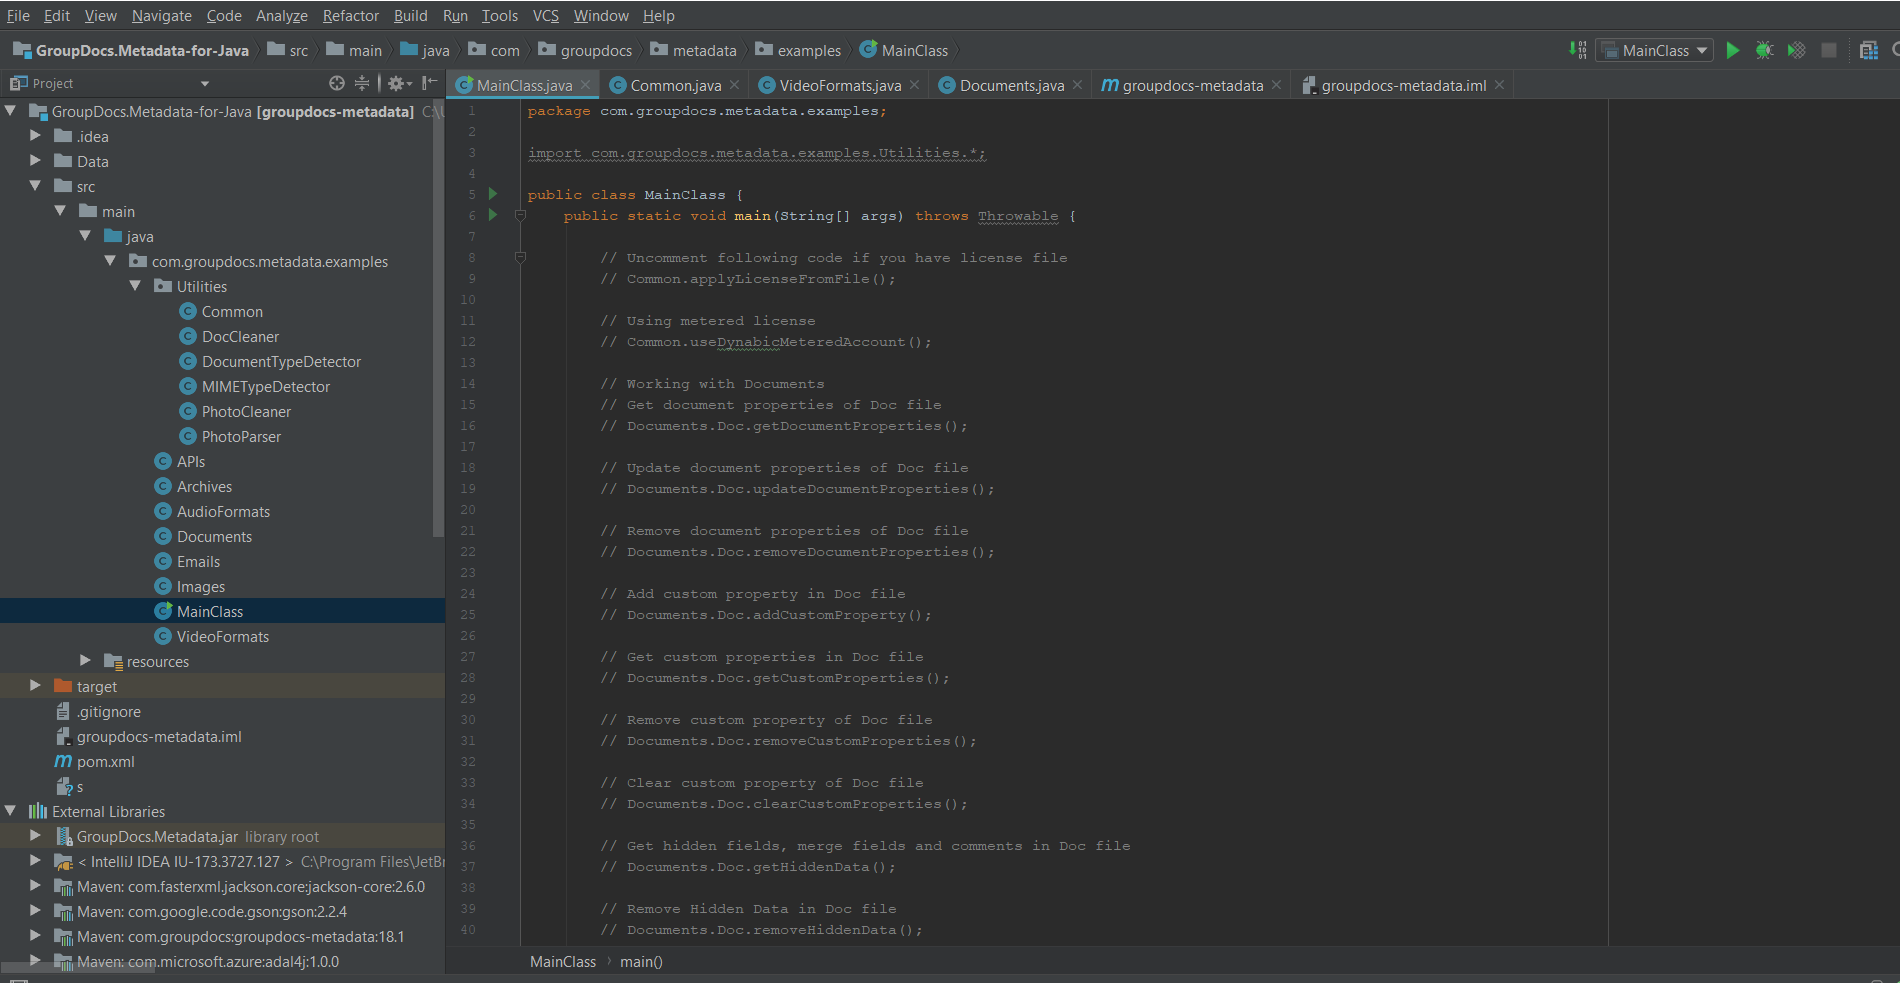 File Edit View Navigate Code Analyze Refactor Build Run Tools VCS Window Help
GroupDocs.Metadata-for-Java src main java com groupdocs metadata examples MainClass MainClass
Project
MainClass.java Common.java VideoFormats.java Documents.java groupdocs-metadata groupdocs-metadata.iml
GroupDocs.Metadata-for-Java [groupdocs-metadata]
.idea
Data
src
main
java
com.groupdocs.metadata.examples
Utilities
Common
DocCleaner
DocumentTypeDetector
MIMETypeDetector
PhotoCleaner
PhotoParser
APIs
Archives
AudioFormats
Documents
Emails
Images
MainClass
VideoFormats
resources
target
.gitignore
groupdocs-metadata.iml
pom.xml
s
External Libraries
GroupDocs.Metadata.jar library root
< IntelliJ IDEA IU-173.3727.127 > C:\Program Files\JetBr
Maven: com.fasterxml.jackson.core:jackson-core:2.6.0
Maven: com.google.code.gson:gson:2.2.4
Maven: com.groupdocs:groupdocs-metadata:18.1
Maven: com.microsoft.azure:adal4j:1.0.0
1 package com.groupdocs.metadata.examples;
2
3 import com.groupdocs.metadata.examples.Utilities.*;
4
5 public class MainClass {
6 public static void main(String[] args) throws Throwable {
7
8 // Uncomment following code if you have license file
9 // Common.applyLicenseFromFile();
10
11 // Using metered license
12 // Common.useDynabicMeteredAccount();
13
14 // Working with Documents
15 // Get document properties of Doc file
16 // Documents.Doc.getDocumentProperties();
17
18 // Update document properties of Doc file
19 // Documents.Doc.updateDocumentProperties();
20
21 // Remove document properties of Doc file
22 // Documents.Doc.removeDocumentProperties();
23
24 // Add custom property in Doc file
25 // Documents.Doc.addCustomProperty();
26
27 // Get custom properties in Doc file
28 // Documents.Doc.getCustomProperties();
29
30 // Remove custom property of Doc file
31 // Documents.Doc.removeCustomProperties();
32
33 // Clear custom property of Doc file
34 // Documents.Doc.clearCustomProperties();
35
36 // Get hidden fields, merge fields and comments in Doc file
37 // Documents.Doc.getHiddenData();
38
39 // Remove Hidden Data in Doc file
40 // Documents.Doc.removeHiddenData();
MainClass main()